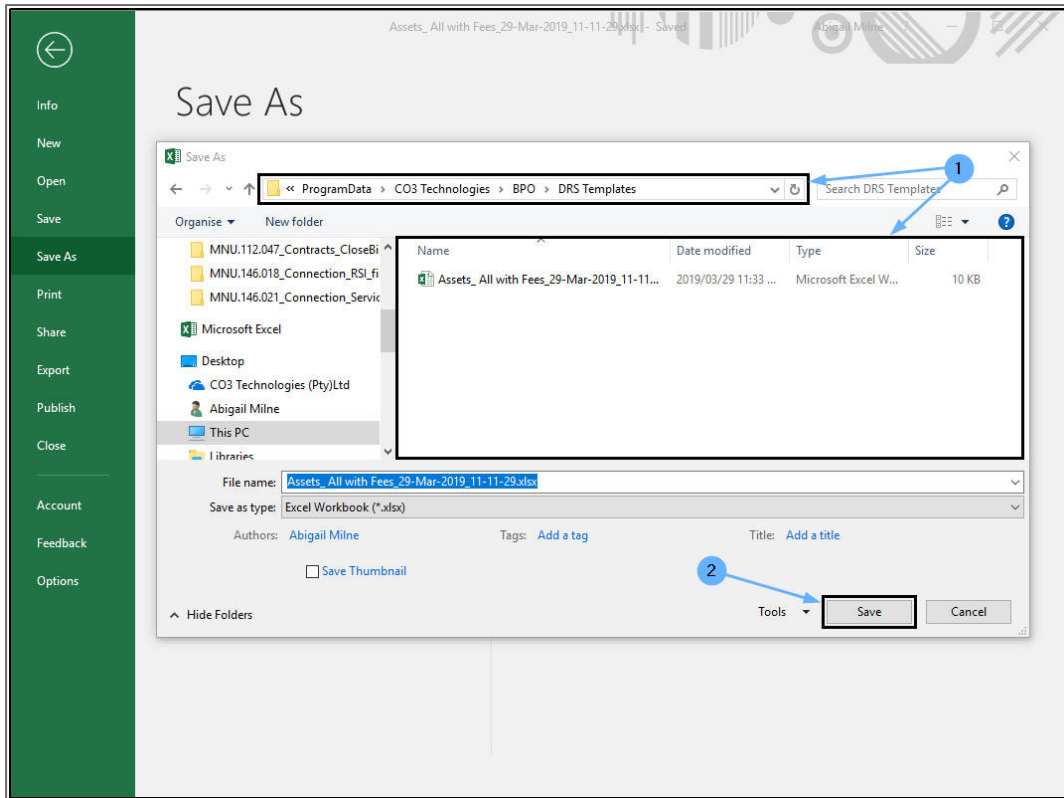 Assets_ All with Fees_29-Mar-2019_11-11-29.xlsx - Saved Abigail Milne ?
Info
New
Open
Save
Save As
Print
Share
Export
Publish
Close
Account
Feedback
Options
Save As
Save As
« ProgramData > CO3 Technologies > BPO > DRS Templates
Search DRS Templates
1
Organise New folder
MNU.112.047_Contracts_CloseBi
MNU.146.018_Connection_RSI_fi
MNU.146.021_Connection_Servic
Microsoft Excel
Desktop
CO3 Technologies (Pty)Ltd
Abigail Milne
This PC
Libraries
Name Date modified Type Size
Assets_ All with Fees_29-Mar-2019_11-11... 2019/03/29 11:33 ... Microsoft Excel W... 10 KB
File name: Assets_ All with Fees_29-Mar-2019_11-11-29.xlsx
Save as type: Excel Workbook (*.xlsx)
Authors: Abigail Milne Tags: Add a tag Title: Add a title
Save Thumbnail
2
Hide Folders Tools Save Cancel